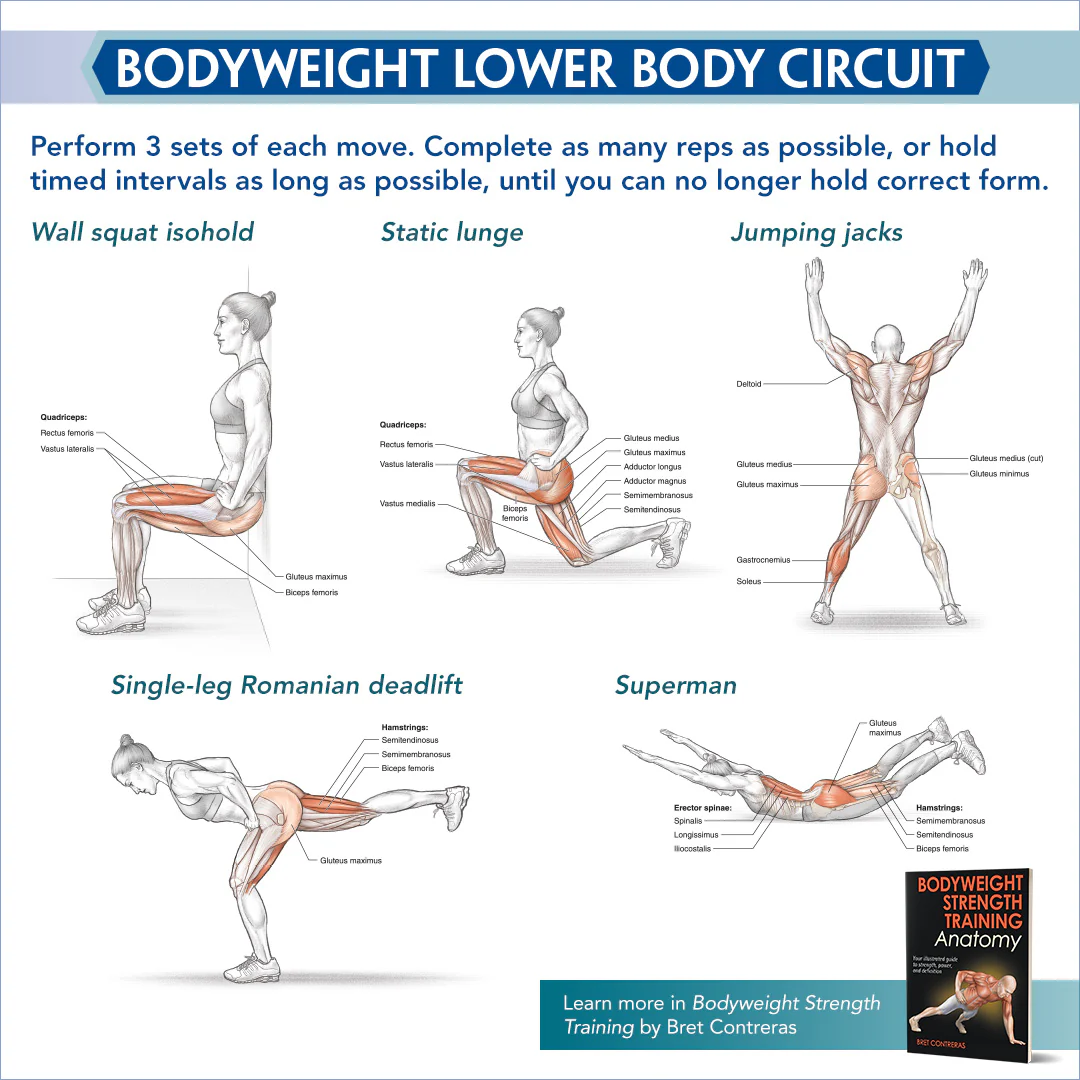 BODYWEIGHT LOWER BODY CIRCUIT
Perform 3 sets of each move. Complete as many reps as possible, or hold
timed intervals as long as possible, until you can no longer hold correct form.
Wall squat isohold
Quadriceps:
Rectus femoris
Vastus lateralis
Gluteus maximus
Biceps femoris
Static lunge
Quadriceps:
Rectus femoris
Vastus lateralis
Vastus medialis
Biceps
femoris
Gluteus medius
Gluteus maximus
Adductor longus
Adductor magnus
Semimembranosus
Semitendinosus
Jumping jacks
Deltoid
Gluteus medius
Gluteus maximus
Gastrocnemius
Soleus
Gluteus medius (cut)
Gluteus minimus
Single-leg Romanian deadlift
Hamstrings:
Semitendinosus
Semimembranosus
Biceps femoris
Gluteus maximus
Superman
Gluteus
maximus
Erector spinae:
Spinalis
Longissimus
Iliocostalis
Hamstrings:
Semimembranosus
Semitendinosus
Biceps femoris
Learn more in Bodyweight Strength
Training by Bret Contreras
BODYWEIGHT
STRENGTH
TRAINING
Anatomy
Your illustrated guide
to strength, power,
and definition
BRET CONTRERAS